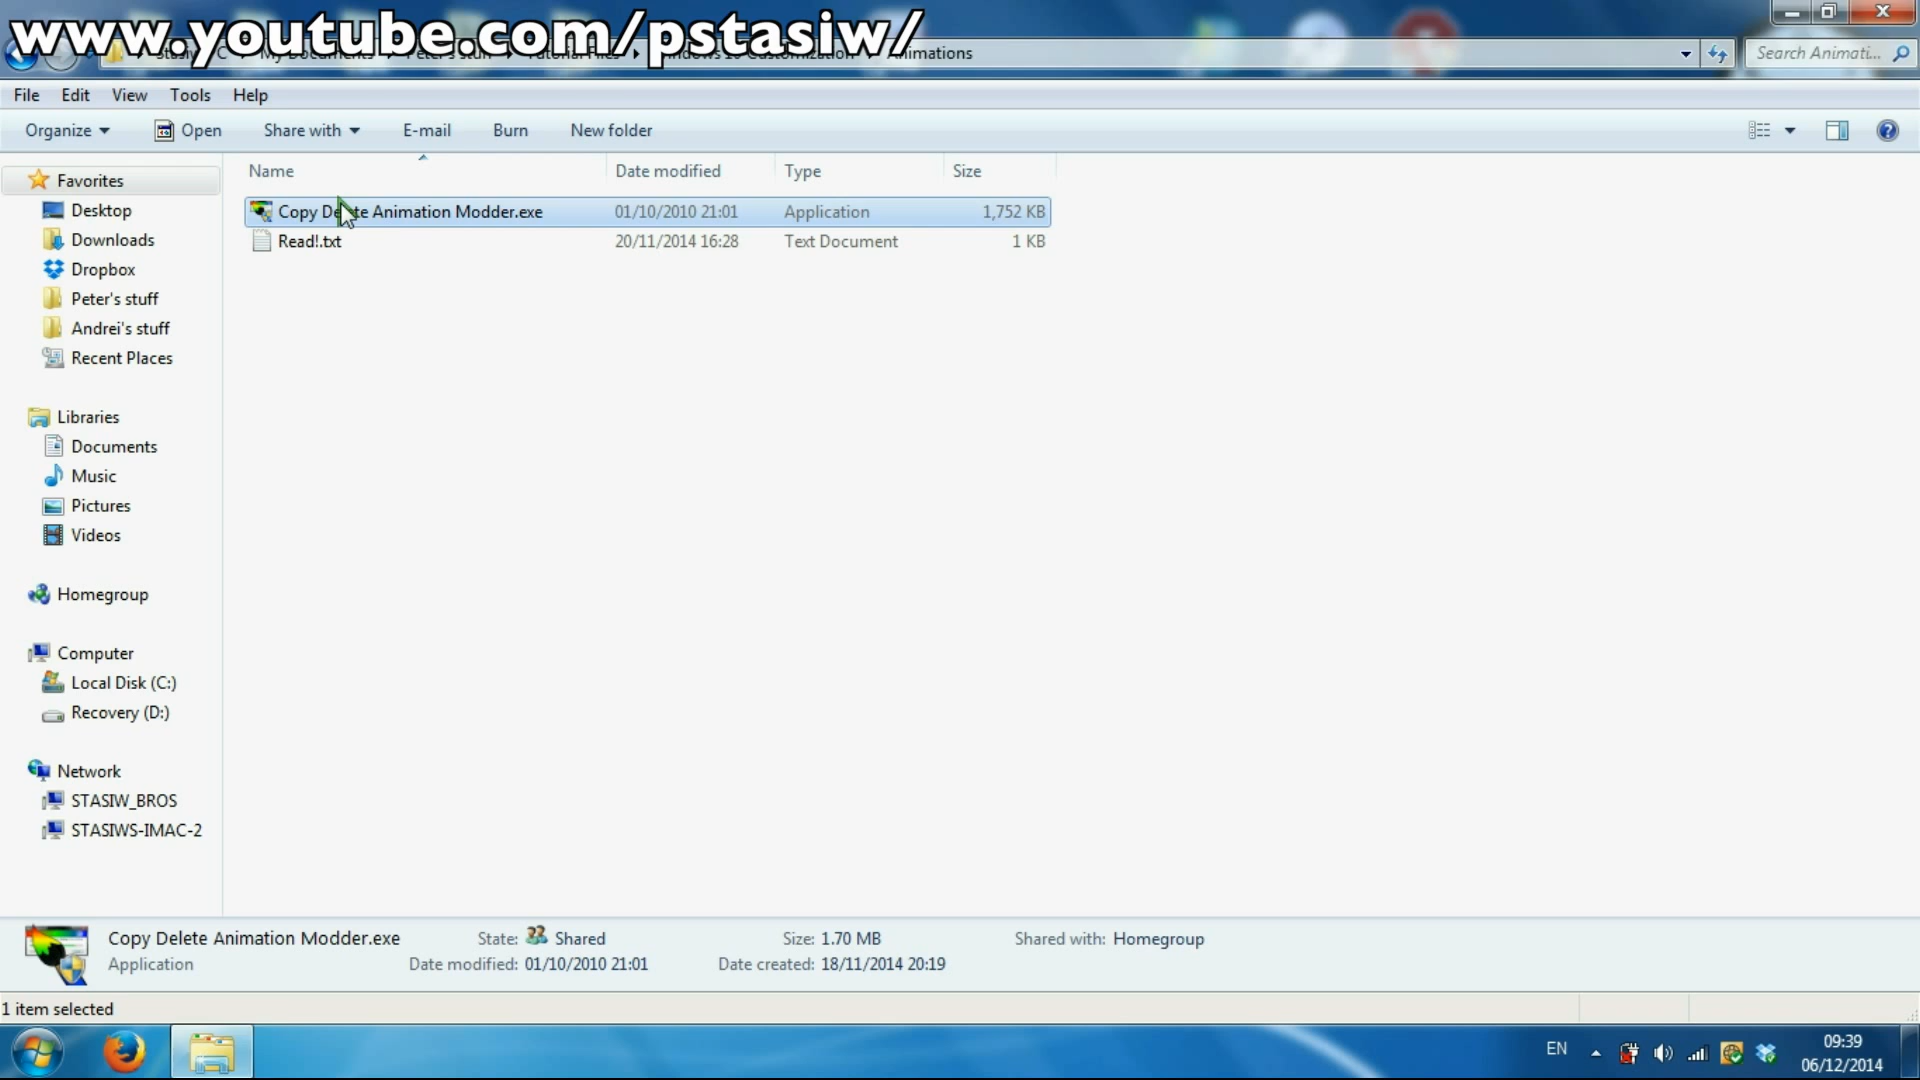 www.youtube.com/pstasiw/
Animations
Search Animati...
File Edit View Tools Help
Organize Open Share with E-mail Burn New folder
Name Date modified Type Size
Favorites
Desktop
Downloads
Dropbox
Peter's stuff
Andrei's stuff
Recent Places
Libraries
Documents
Music
Pictures
Videos
Homegroup
Computer
Local Disk (C:)
Recovery (D:)
Network
STASIW_BROS
STASIWS-IMAC-2
Copy Delete Animation Modder.exe 01/10/2010 21:01 Application 1,752 KB
Read!.txt 20/11/2014 16:28 Text Document 1 KB
Copy Delete Animation Modder.exe State: Shared Size: 1.70 MB Shared with: Homegroup
Application Date modified: 01/10/2010 21:01 Date created: 18/11/2014 20:19
1 item selected
EN 09:39
06/12/2014